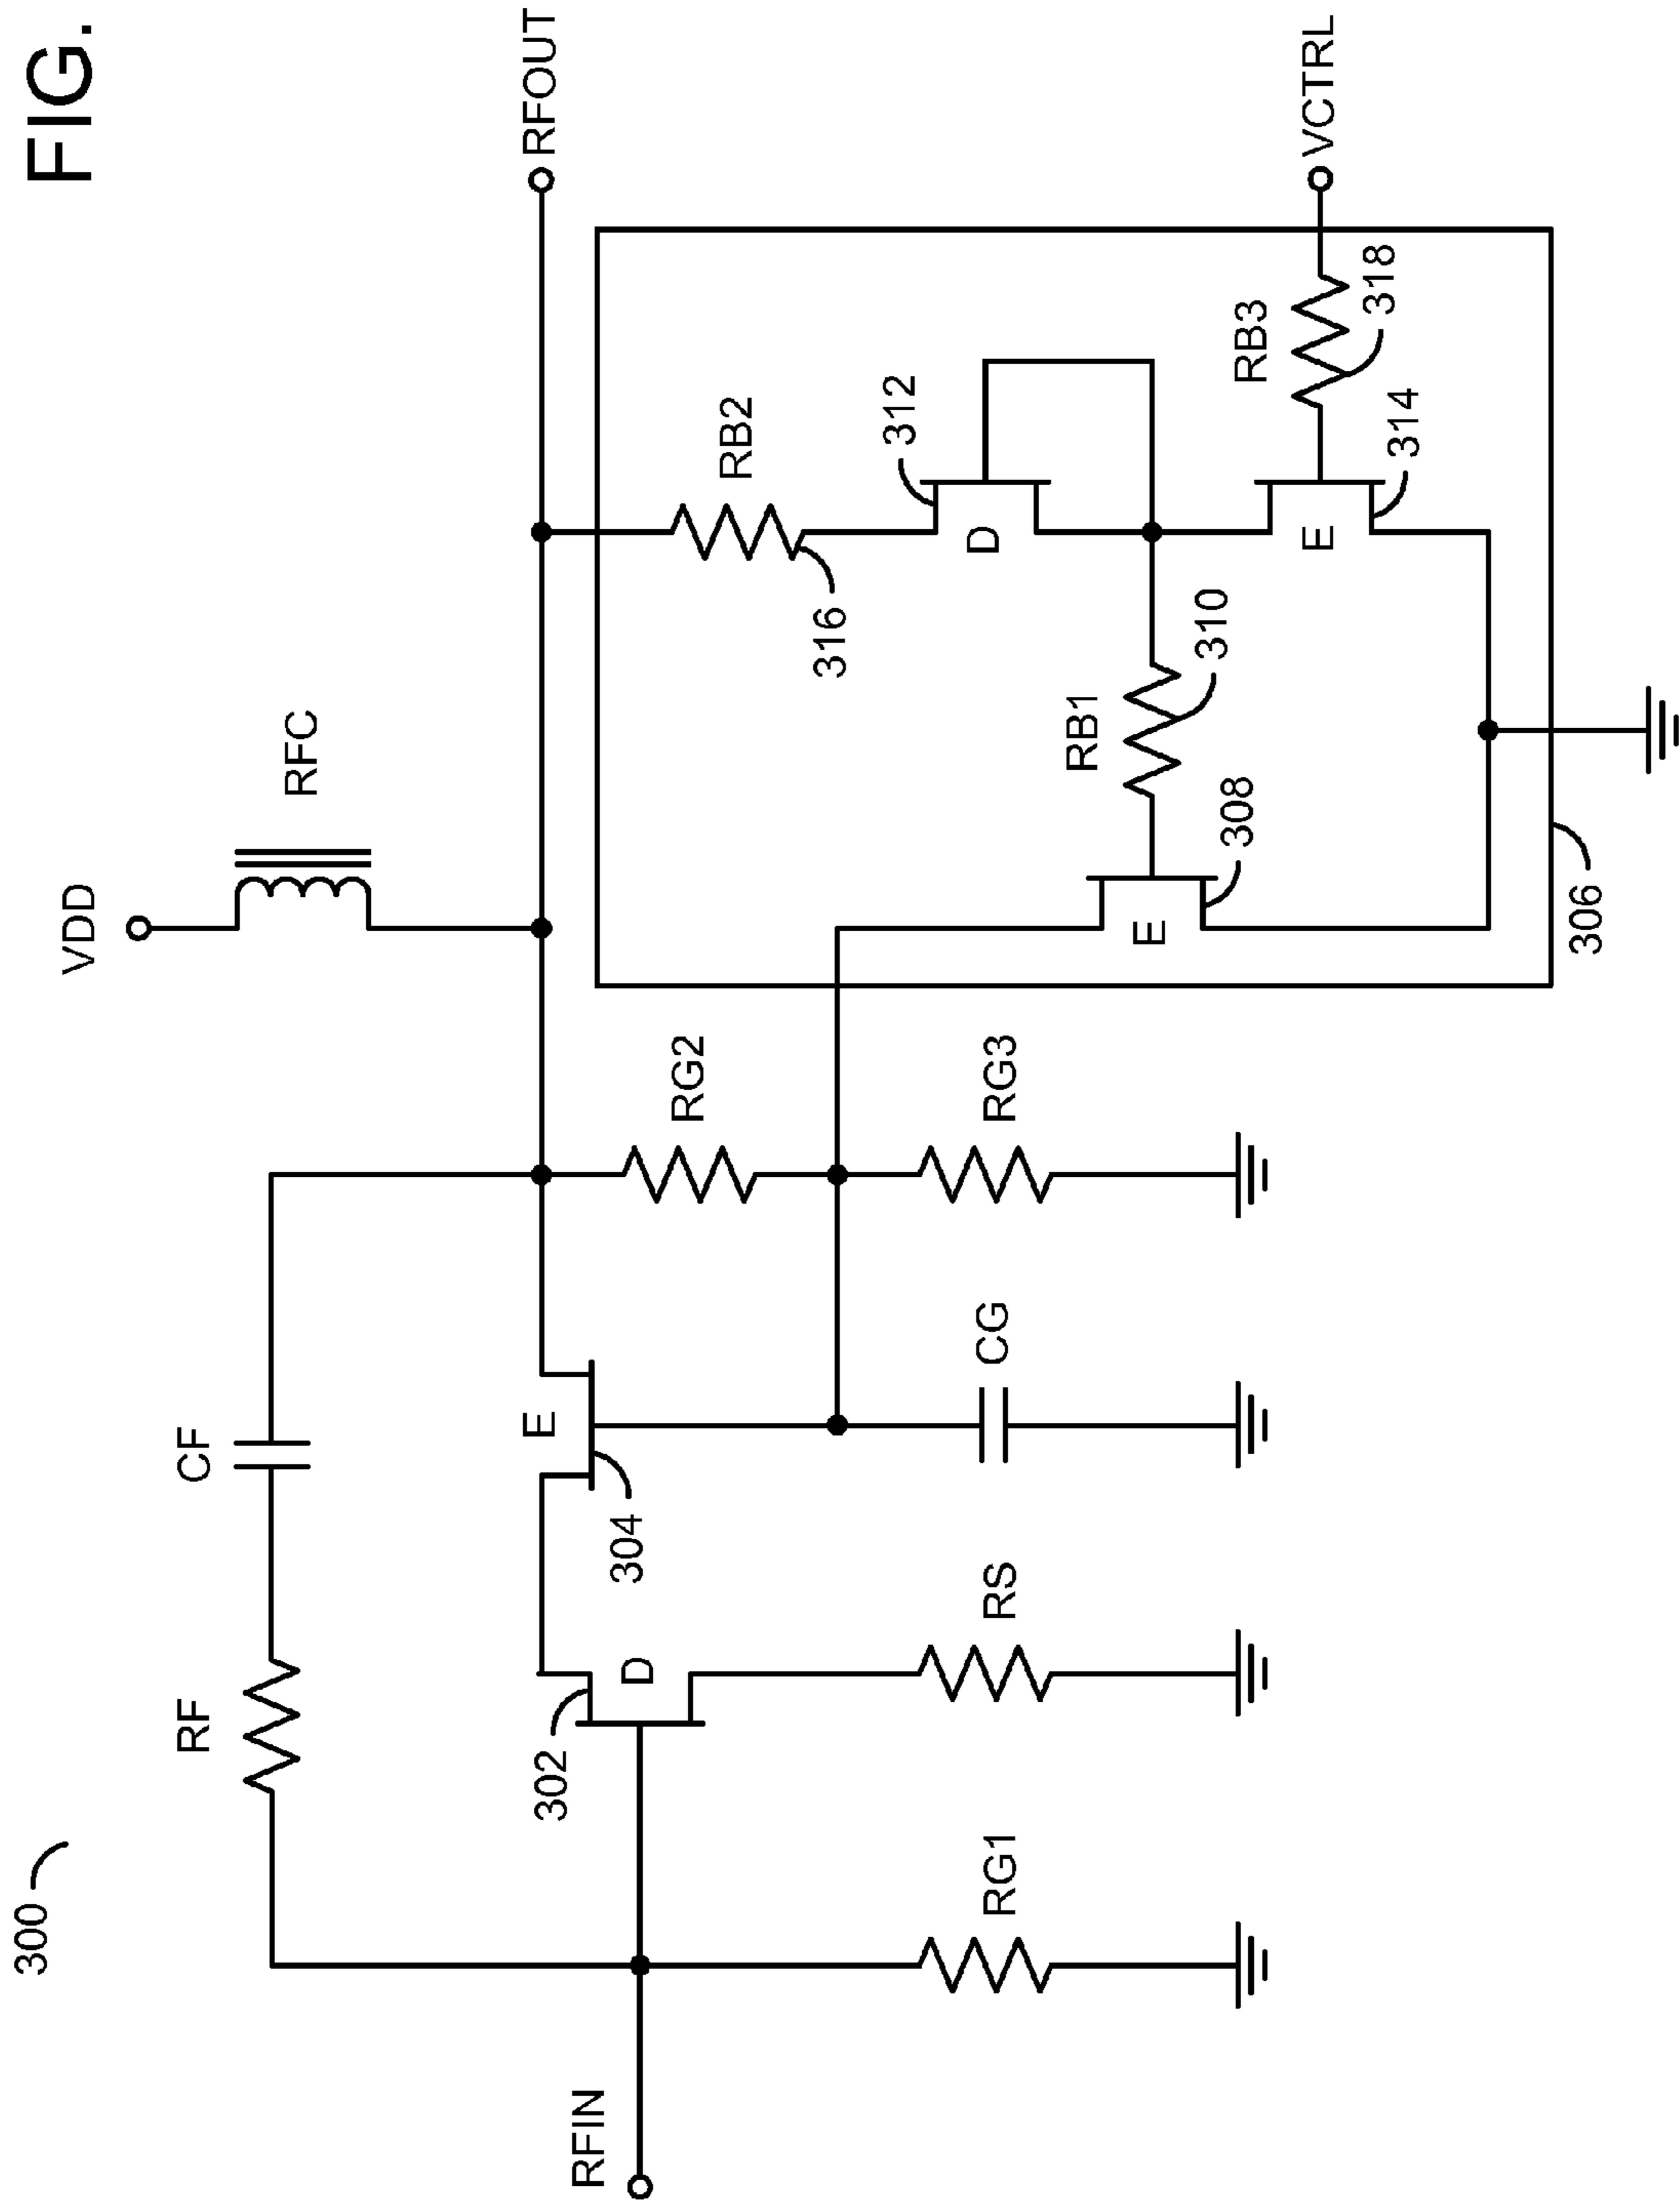 FIG.
300
VDD
RF
CF
RFC
RFOUT
RFIN
302
D
304
E
RG2
RB2
316
312
D
RG1
RS
CG
RG3
RB1
310
E
308
RB3
318
E
314
VCTRL
306